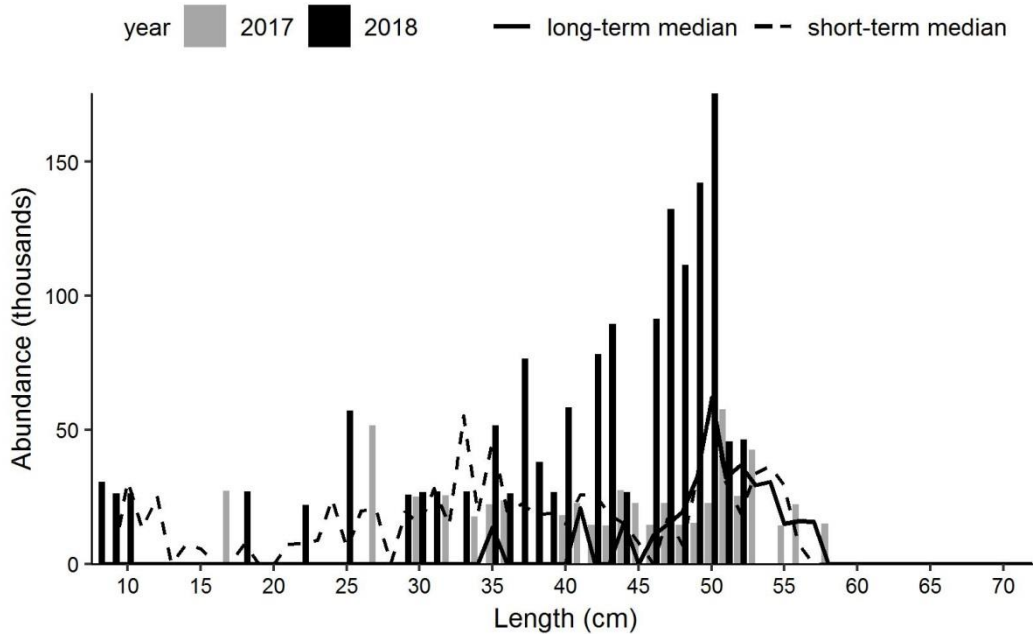 year 2017 2018 long-term median short-term median
Abundance (thousands)
150
100
50
0
10 15 20 25 30 35 40 45 50 55 60 65 70
Length (cm)